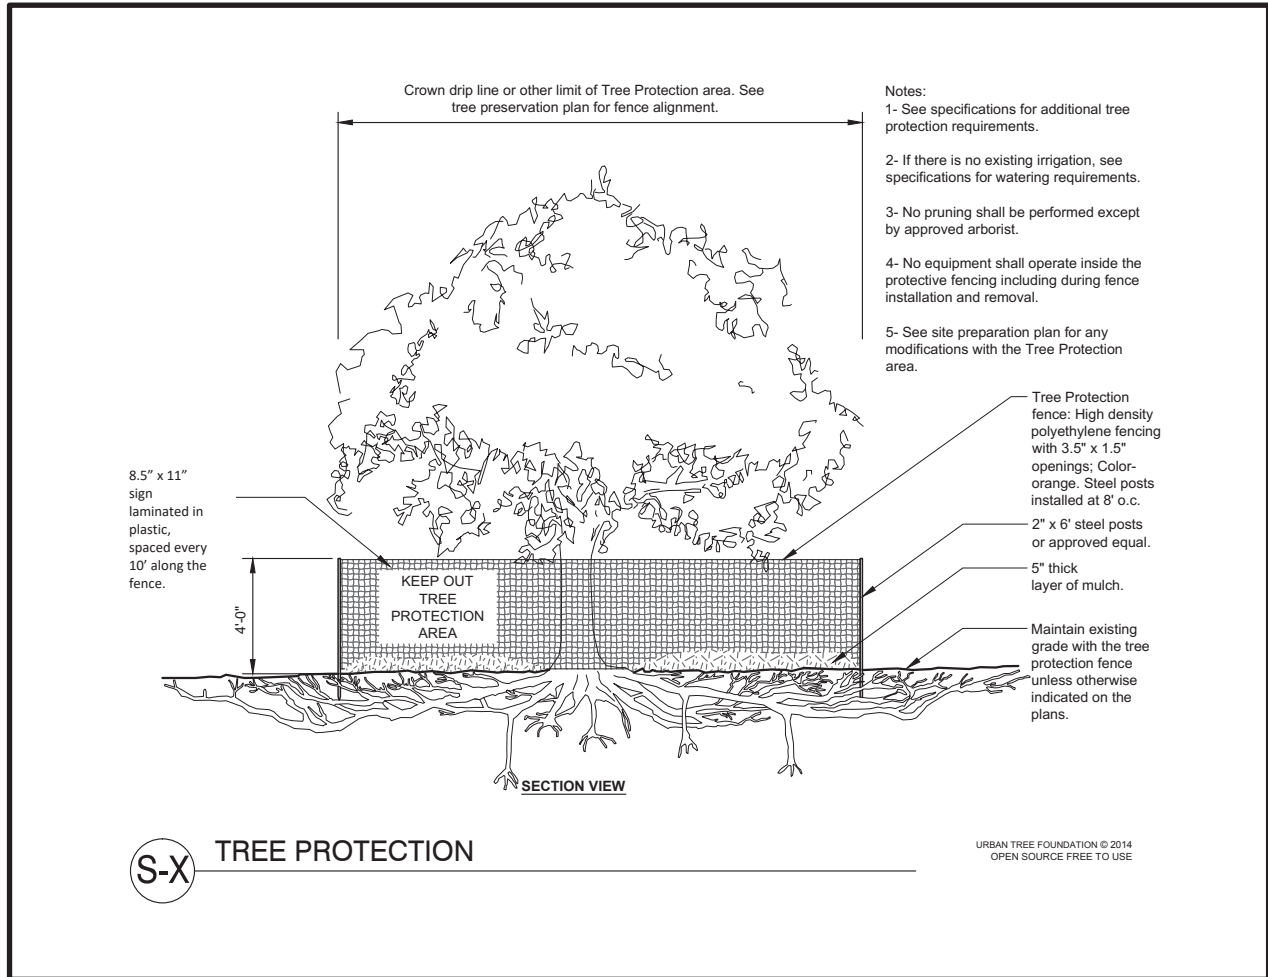 Crown drip line or other limit of Tree Protection area. See
tree preservation plan for fence alignment.
Notes:
1- See specifications for additional tree
protection requirements.
2- If there is no existing irrigation, see
specifications for watering requirements.
3- No pruning shall be performed except
by approved arborist.
4- No equipment shall operate inside the
protective fencing including during fence
installation and removal.
5- See site preparation plan for any
modifications with the Tree Protection
area.
Tree Protection
fence: High density
polyethylene fencing
with 3.5" x 1.5"
openings; Color-
orange. Steel posts
installed at 8' o.c.
2" x 6' steel posts
or approved equal.
5" thick
layer of mulch.
Maintain existing
grade with the tree
protection fence
unless otherwise
indicated on the
plans.
8.5” x 11”
sign
laminated in
plastic,
spaced every
10’ along the
fence.
4'-0"
KEEP OUT
TREE
PROTECTION
AREA
SECTION VIEW
S-X
TREE PROTECTION
URBAN TREE FOUNDATION © 2014
OPEN SOURCE FREE TO USE